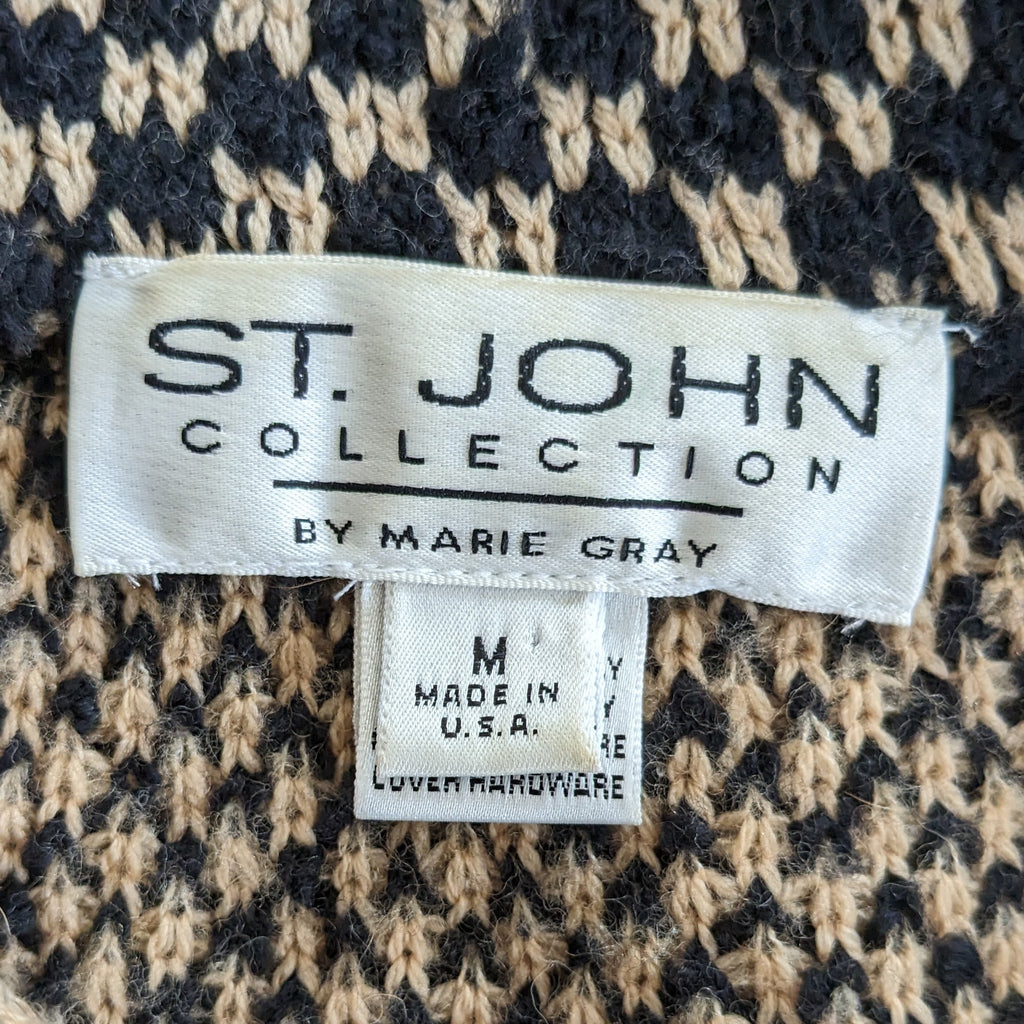 ST. JOHN
COLLECTION
BY MARIE GRAY
M
MADE IN
U.S.A.
COVER HARDWARE